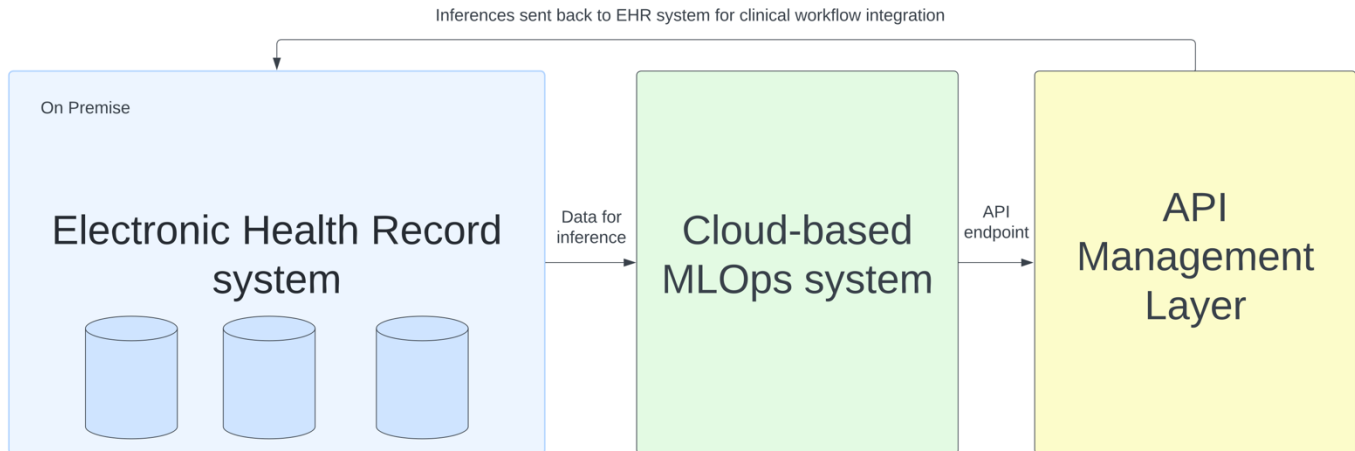 Inferences sent back to EHR system for clinical workflow integration
On Premise
Electronic Health Record
system
Data for
inference
Cloud-based
MLOps system
API
endpoint
API
Management
Layer